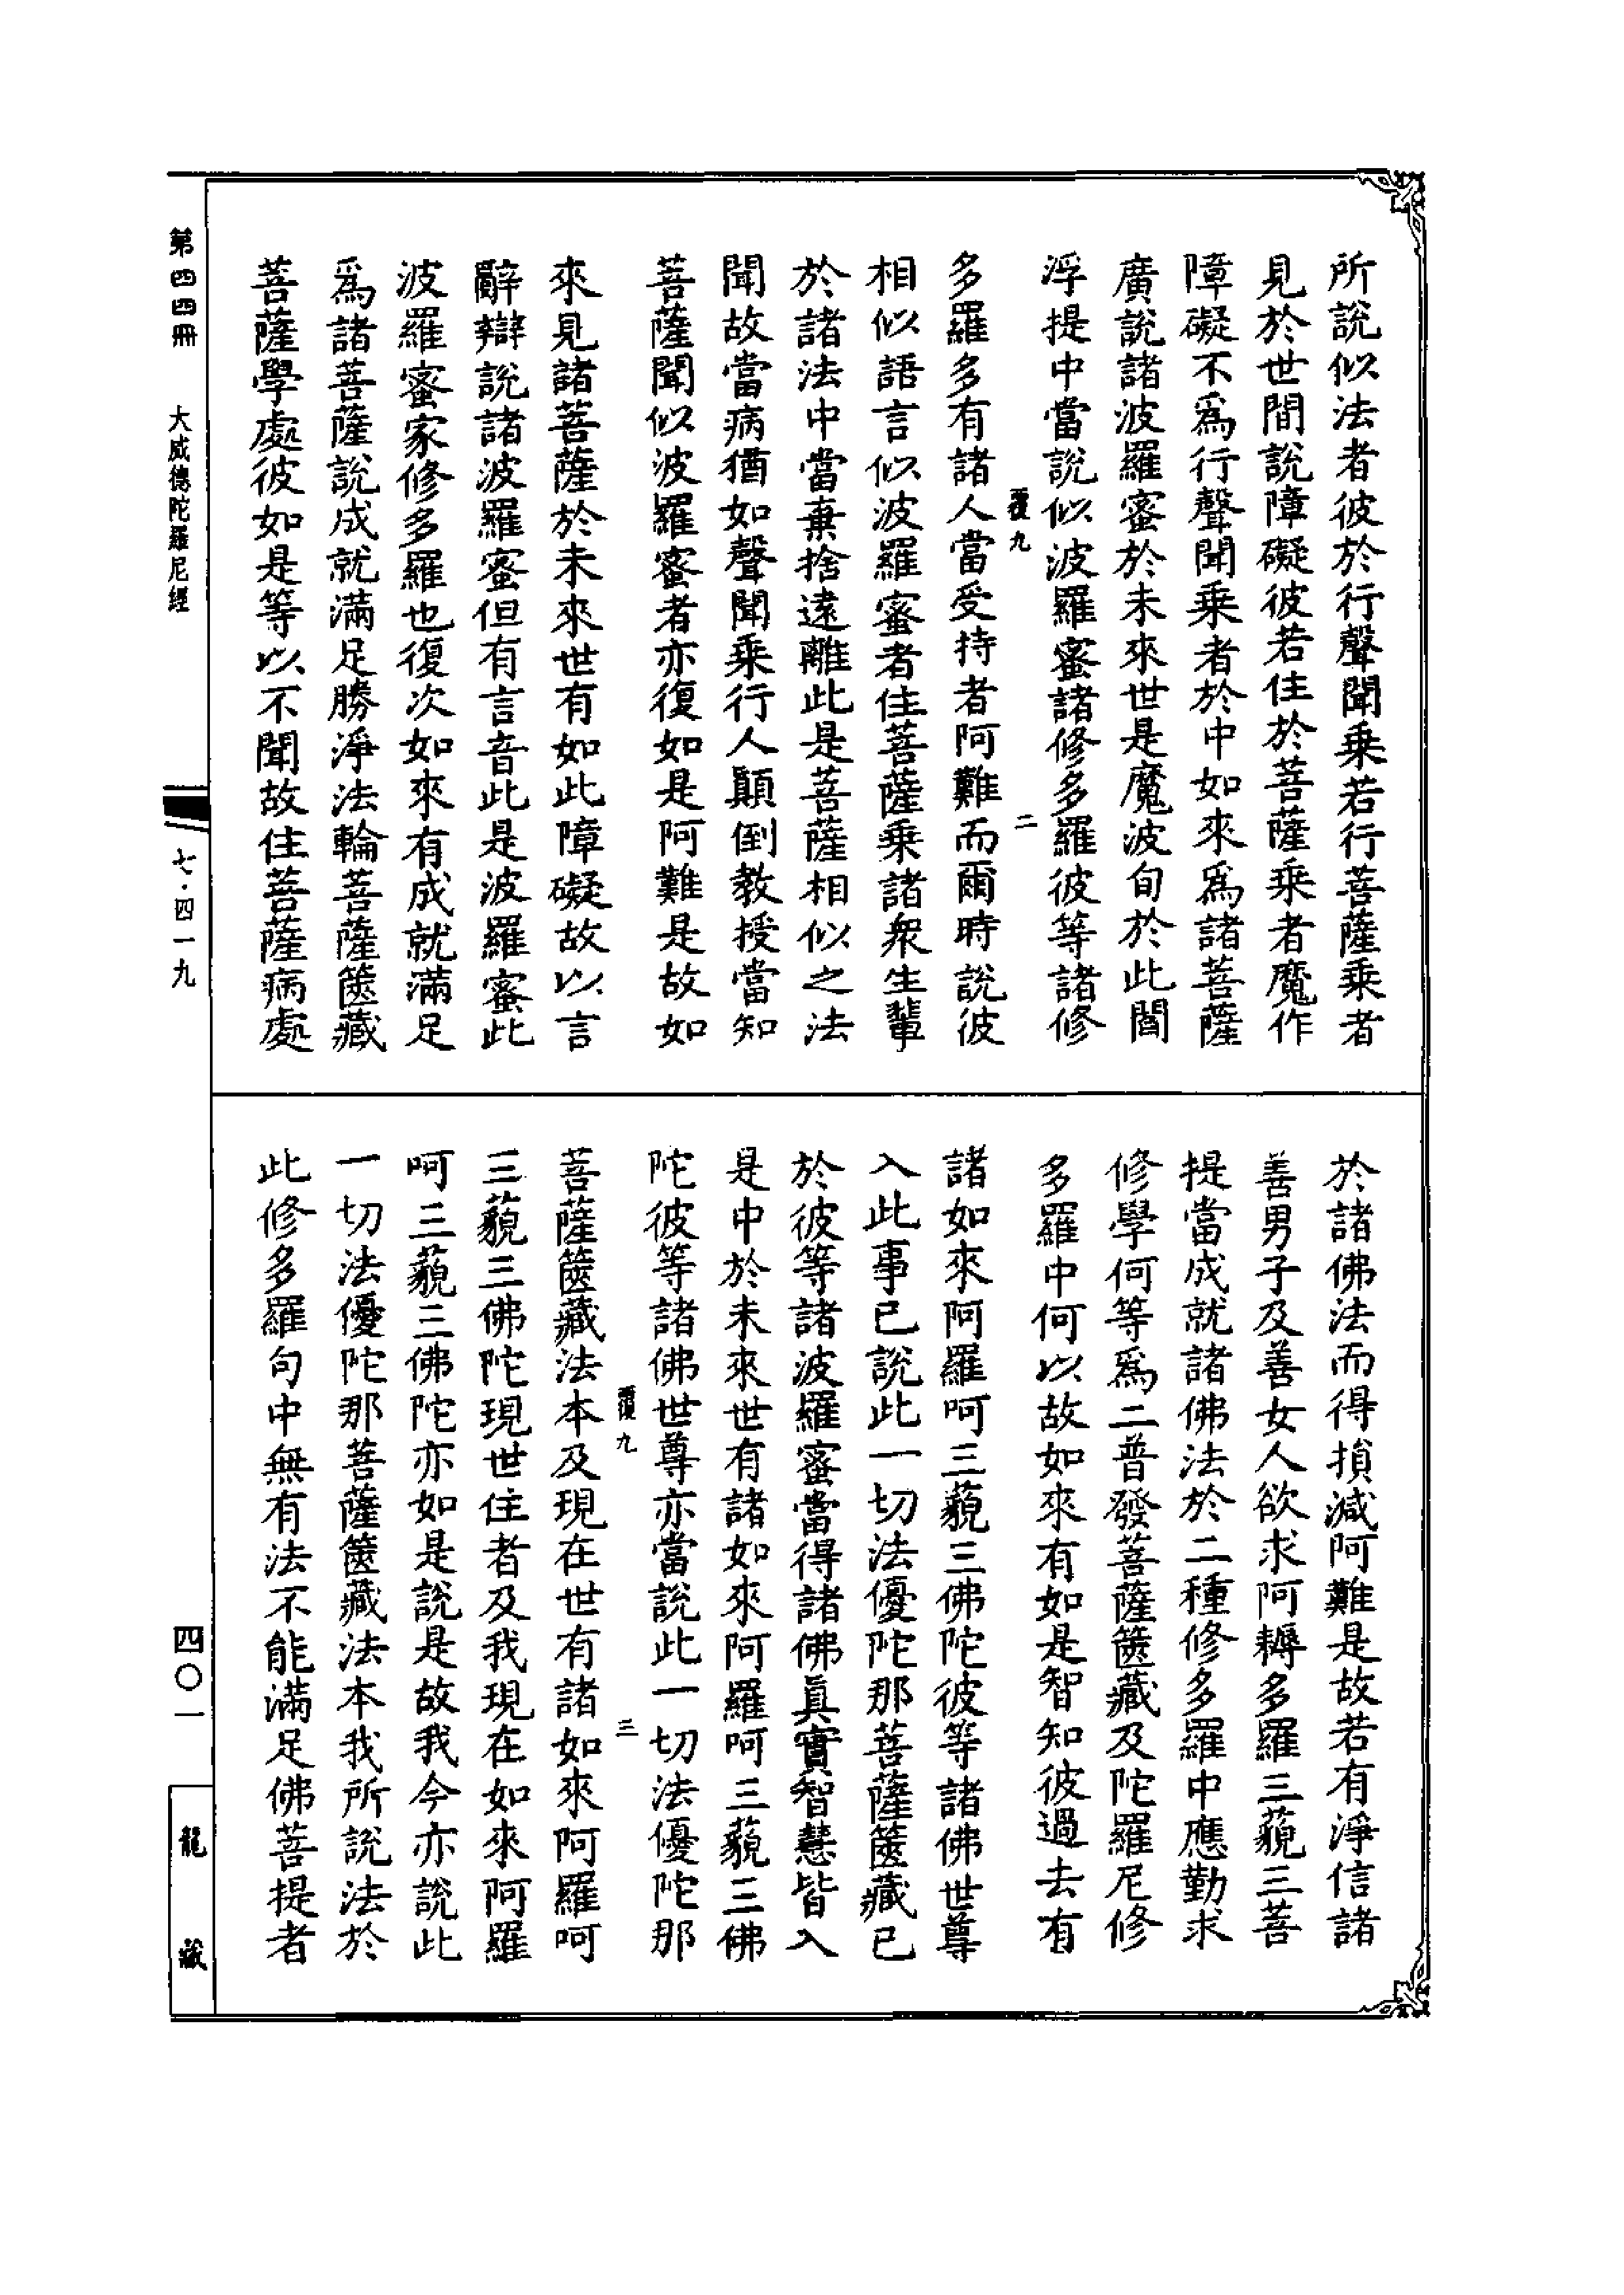 所說似法者彼於行聲聞乘若行菩薩乘者
見於世間說障礙彼若住於菩薩乘者魔作
障礙不爲行聲聞乘者於中如來爲諸菩薩
廣說諸波羅蜜於未來世是魔波旬於此閻
浮提中當說似波羅蜜諸修多羅彼等諸修
覆九
二
多羅多有諸人當受持者阿難而爾時說彼
相似語言似波羅蜜者住菩薩乘諸衆生輩
於諸法中當棄捨遠離此是菩薩相似之法
聞故當病猶如聲聞乘行人顛倒教授當知
菩薩聞似波羅蜜者亦復如是阿難是故如
來見諸菩薩於未來世有如此障礙故以言
辭辯說諸波羅蜜但有言音此是波羅蜜此
波羅蜜家修多羅也復次如來有成就滿足
爲諸菩薩說成就滿足勝淨法輪菩薩篋藏
菩薩學處彼如是等以不聞故住菩薩病處
於諸佛法而得損減阿難是故若有淨信諸
善男子及善女人欲求阿耨多羅三藐三菩
提當成就諸佛法於二種修多羅中應勤求
修學何等爲二普發菩薩篋藏及陀羅尼修
多羅中何以故如來有如是智知彼過去有
諸如來阿羅呵三藐三佛陀彼等諸佛世尊
入此事已說此一切法優陀那菩薩篋藏已
於彼等諸波羅蜜當得諸佛眞實智慧皆入
是中於未來世有諸如來阿羅呵三藐三佛
陀彼等諸佛世尊亦當說此一切法優陀那
覆九
三
菩薩篋藏法本及現在世有諸如來阿羅呵
三藐三佛陀現世住者及我現在如來阿羅
呵三藐三佛陀亦如是說是故我今亦說此
一切法優陀那菩薩篋藏法本我所說法於
此修多羅句中無有法不能滿足佛菩提者
第四四冊　大威德陀羅尼經
七·四一九
四〇一
龍藏